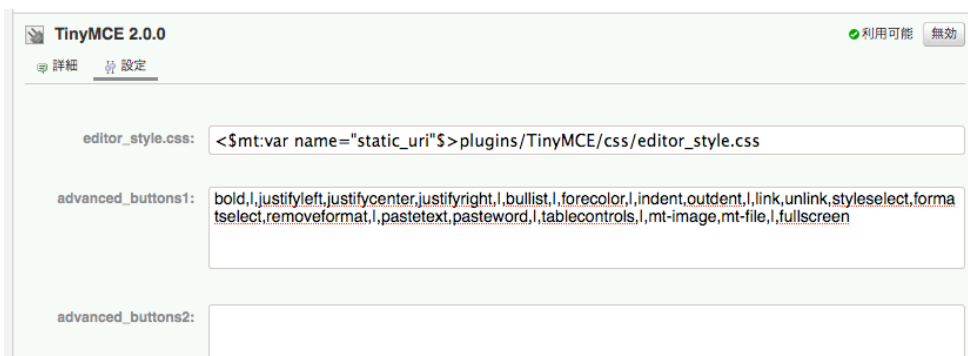 TinyMCE 2.0.0
利用可能 無効
詳細 設定
editor_style.css: <$mt:var name="static_uri"$>plugins/TinyMCE/css/editor_style.css
advanced_buttons1: bold,|,justifyleft,justifycenter,justifyright,|,bullist,|,forecolor,|,indent,outdent,|,link,unlink,styleselect,forma
tselect,removeformat,|,pastetext,pasteword,|,tablecontrols,|,mt-image,mt-file,|,fullscreen
advanced_buttons2: